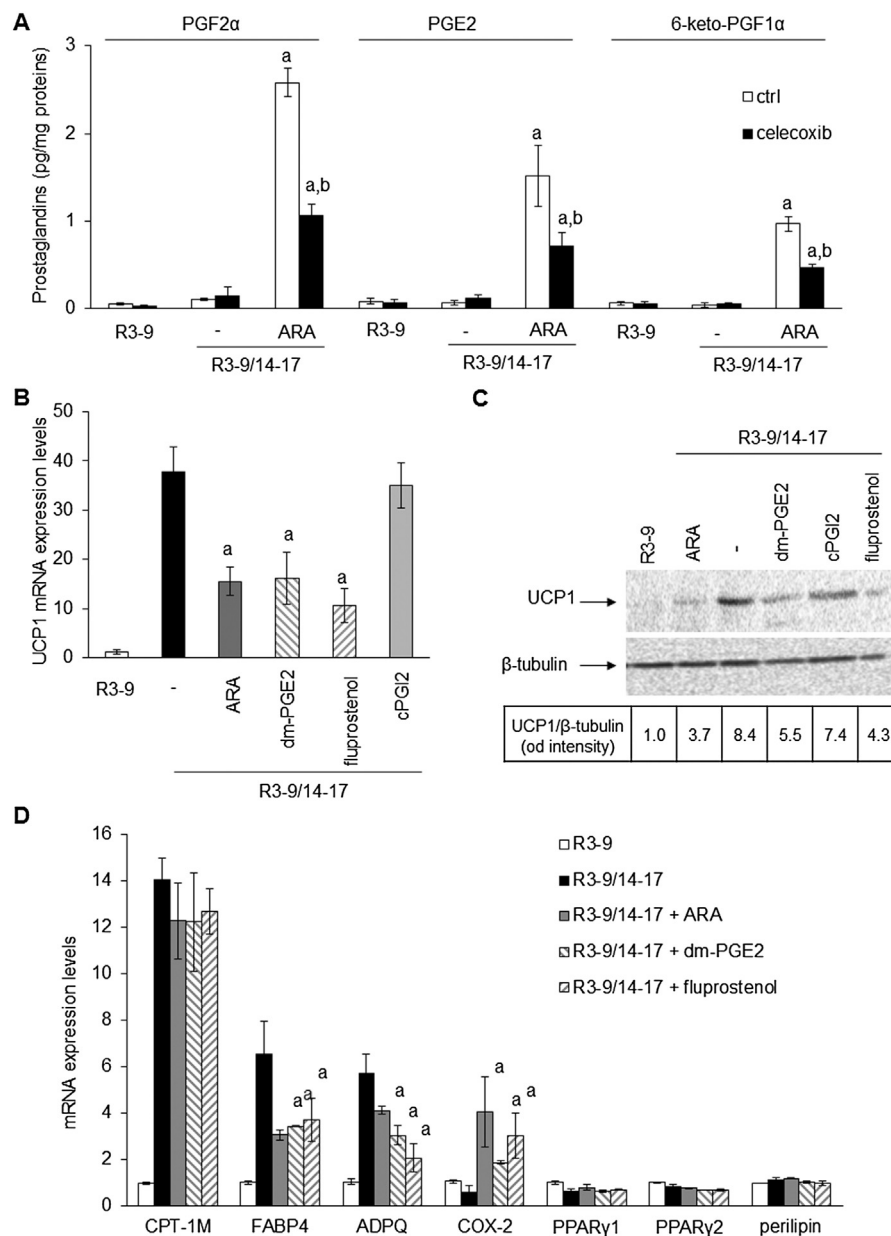 A
PGF2α PGE2 6-keto-PGF1α
Prostaglandins (pg/mg proteins)
3
2
1
0
a
a,b
a
a,b
a
a,b
ctrl
celecoxib
R3-9 - ARA R3-9 - ARA R3-9 - ARA
R3-9/14-17 R3-9/14-17 R3-9/14-17
B
UCP1 mRNA expression levels
50
40
30
20
10
0
a a a
R3-9 - ARA dm-PGE2 fluprostenol cPGI2
R3-9/14-17
C
R3-9/14-17
R3-9 ARA - dm-PGE2 cPGI2 fluprostenol
UCP1
β-tubulin
UCP1/β-tubulin 1.0 3.7 8.4 5.5 7.4 4.3
(od intensity)
D
mRNA expression levels
16
14
12
10
8
6
4
2
0
R3-9
R3-9/14-17
R3-9/14-17 + ARA
R3-9/14-17 + dm-PGE2
R3-9/14-17 + fluprostenol
a a a
a a a
a a a
CPT-1M FABP4 ADPQ COX-2 PPARγ1 PPARγ2 perilipin